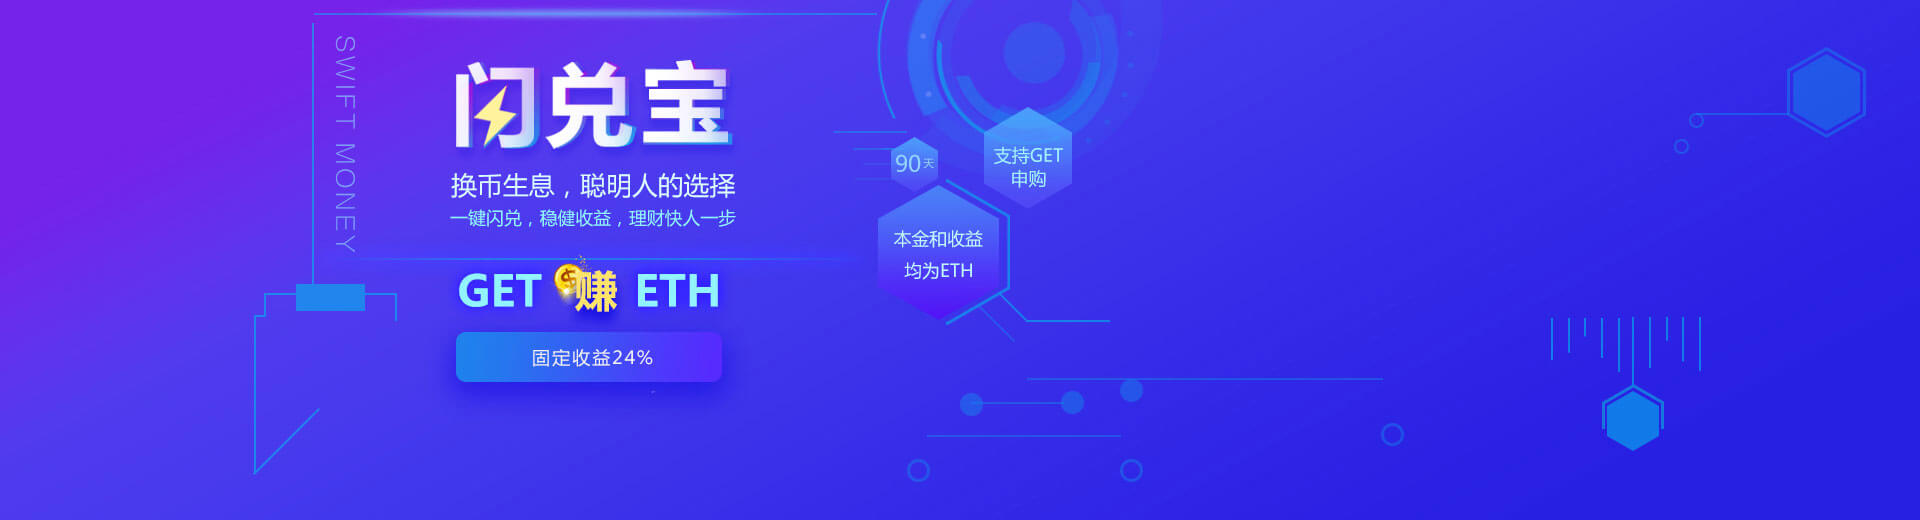 SWIFT MONEY
闪兑宝
换币生息，聪明人的选择
一键闪兑，稳健收益，理财快人一步
GET 赚 ETH
固定收益24%
90天
支持GET
申购
本金和收益
均为ETH